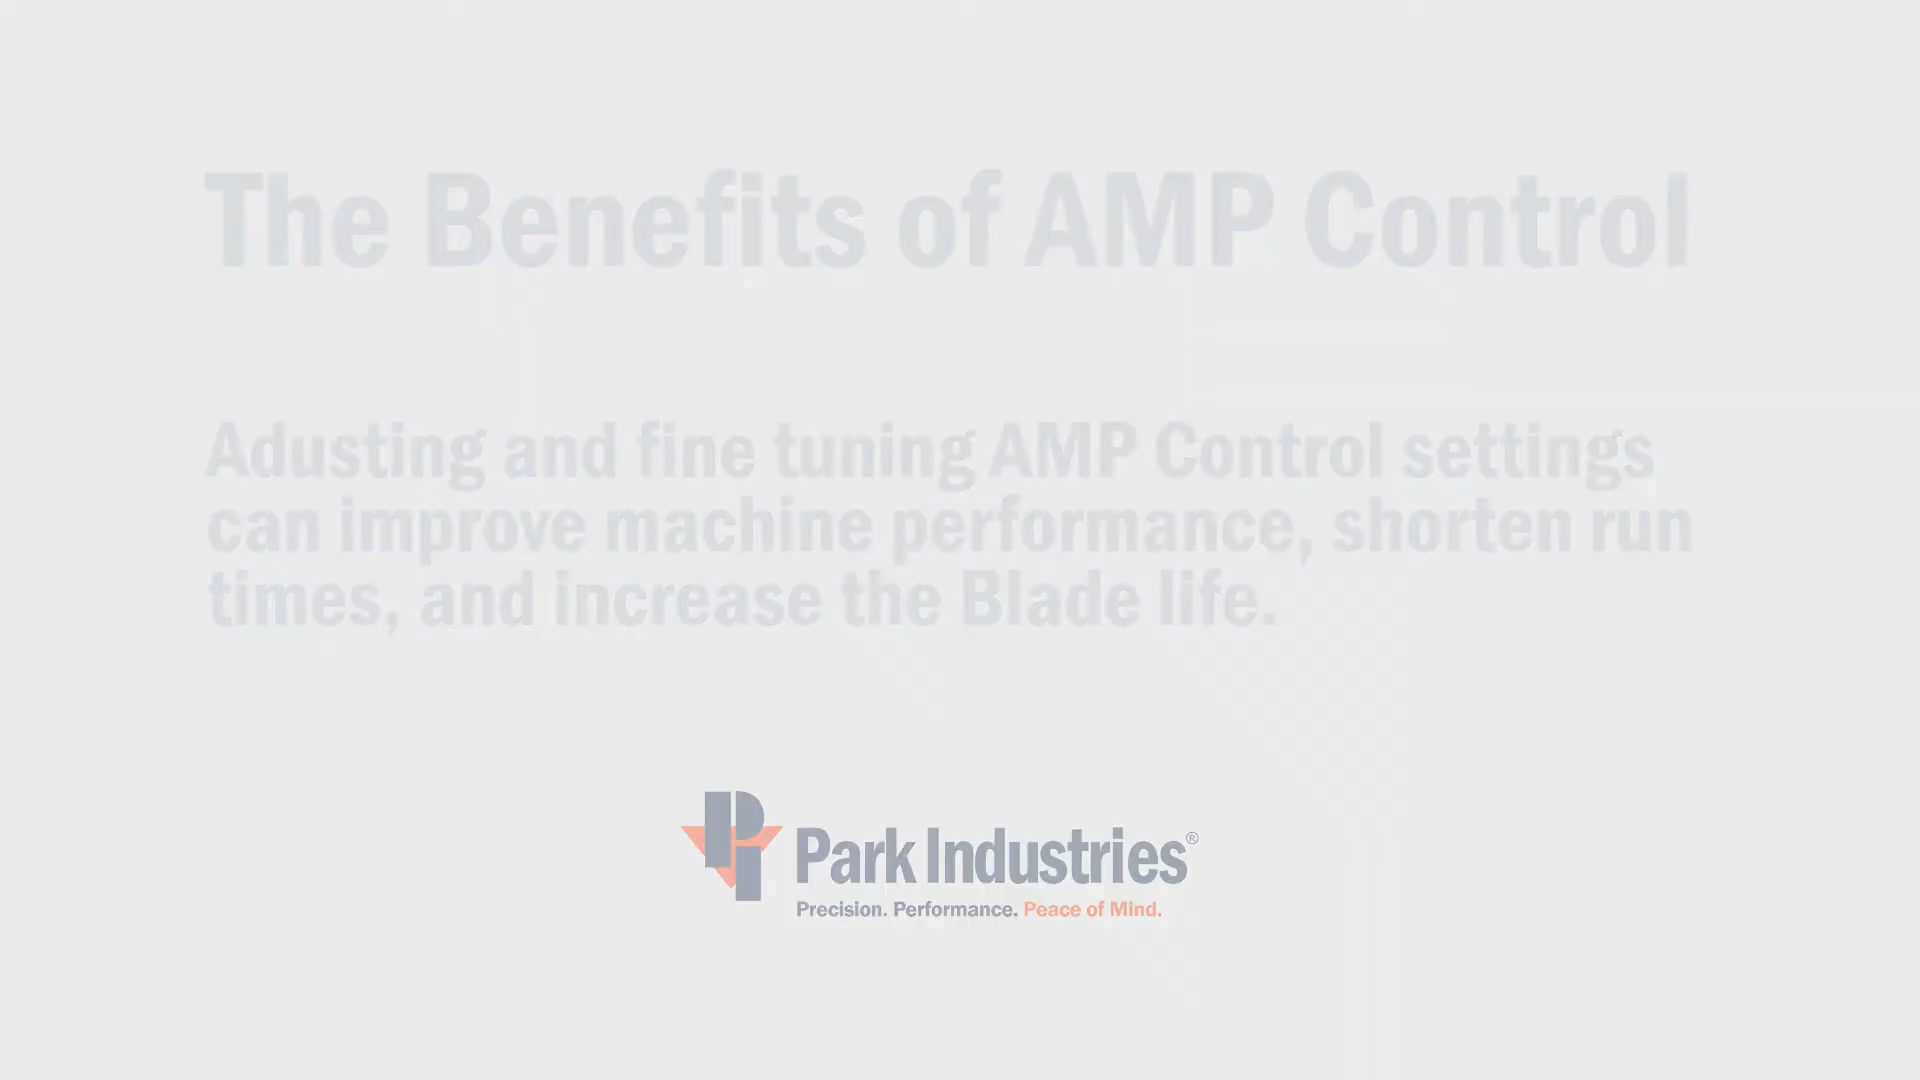 The Benefits of AMP Control
Adusting and fine tuning AMP Control settings
can improve machine performance, shorten run
times, and increase the Blade life.
Park Industries®
Precision. Performance. Peace of Mind.